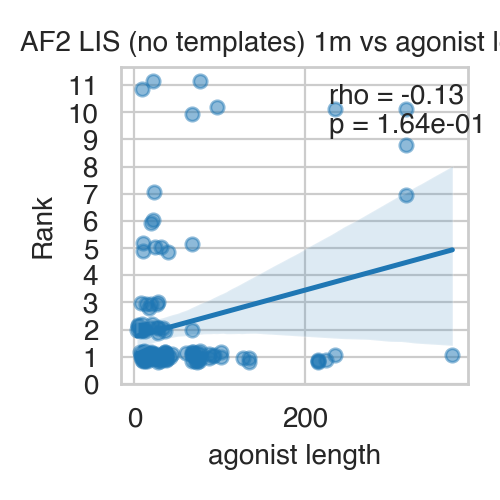 AF2 LIS (no templates) 1m vs agonist l
rho = -0.13
p = 1.64e-01
11
10
9
8
7
6
5
4
3
2
1
0
Rank
0 200
agonist length